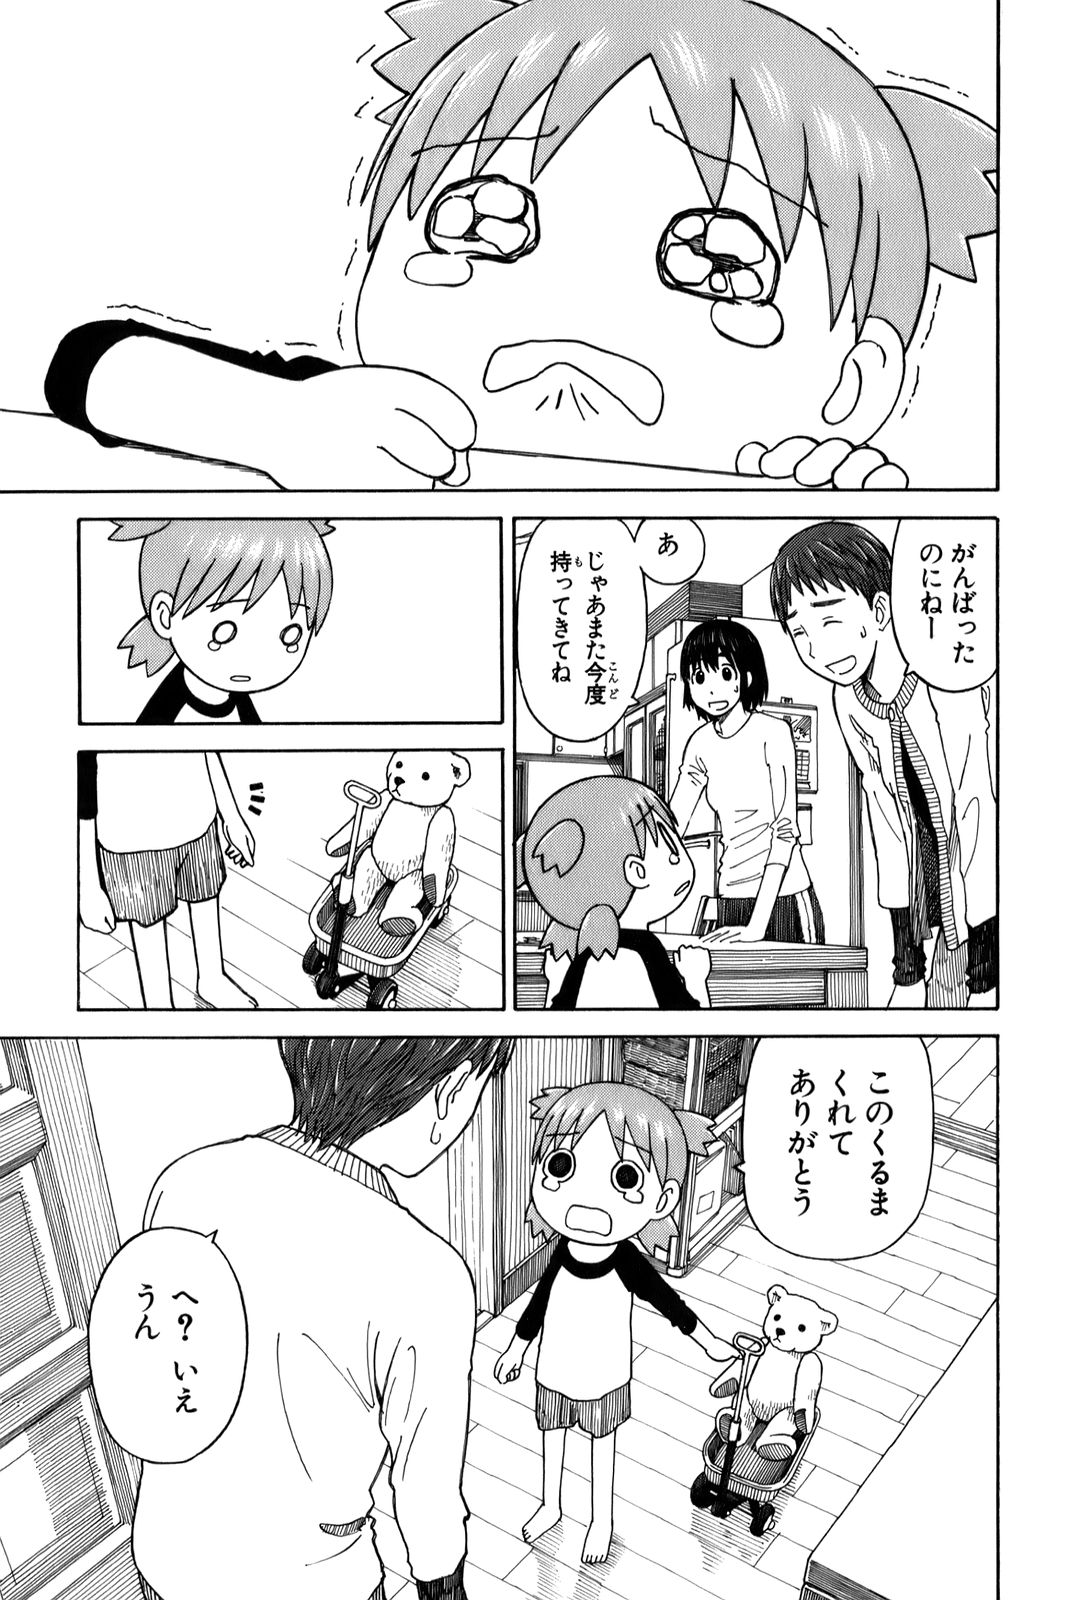 がんばった
のにねー
あ
じゃあまた今度
持ってきてね
このくるま
くれて
ありがとう
へ？いえ
うん